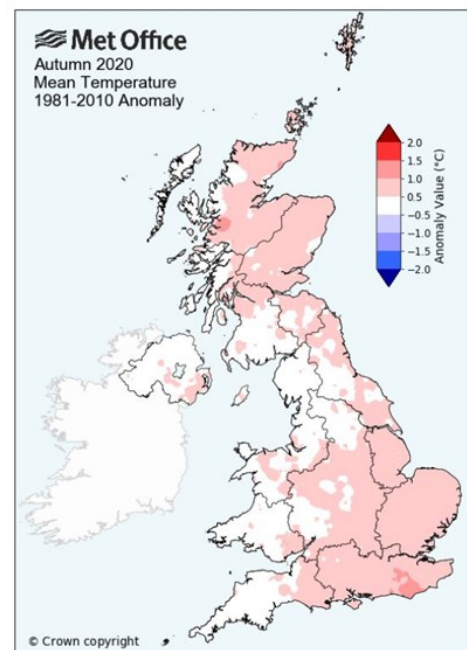 Met Office
Autumn 2020
Mean Temperature
1981-2010 Anomaly
2.0
1.5
1.0
0.5
−0.5
−1.0
−1.5
−2.0
Anomaly Value (°C)
© Crown copyright